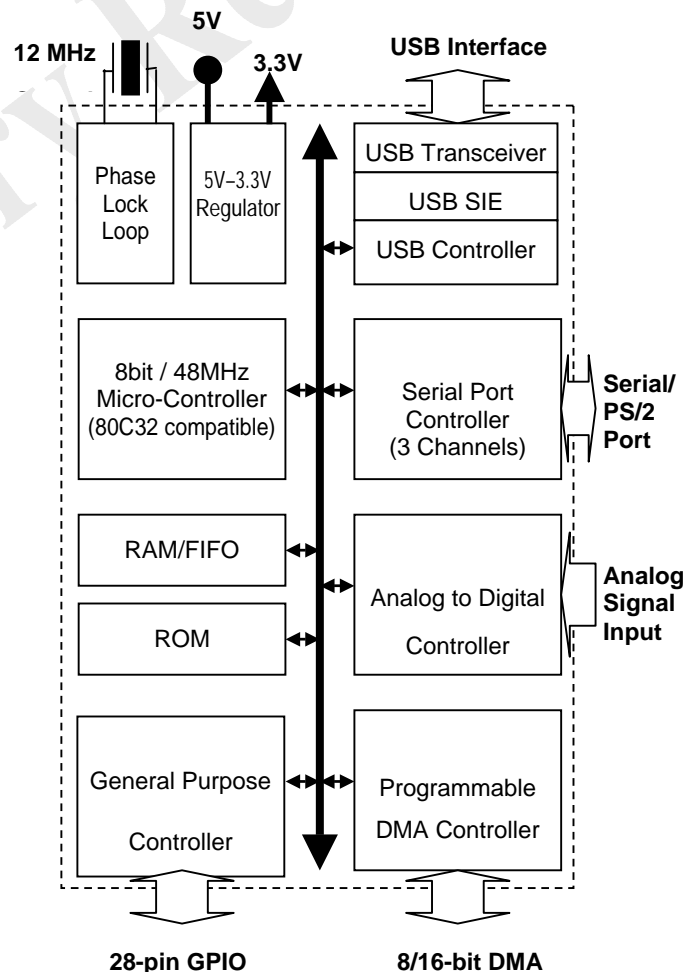 5V
12 MHz
3.3V
USB Interface
Phase
Lock
Loop
5V–3.3V
Regulator
USB Transceiver
USB SIE
USB Controller
8bit / 48MHz
Micro-Controller
(80C32 compatible)
Serial Port
Controller
(3 Channels)
Serial/
PS/2
Port
RAM/FIFO
ROM
Analog to Digital
Controller
Analog
Signal
Input
General Purpose
Controller
Programmable
DMA Controller
28-pin GPIO
8/16-bit DMA